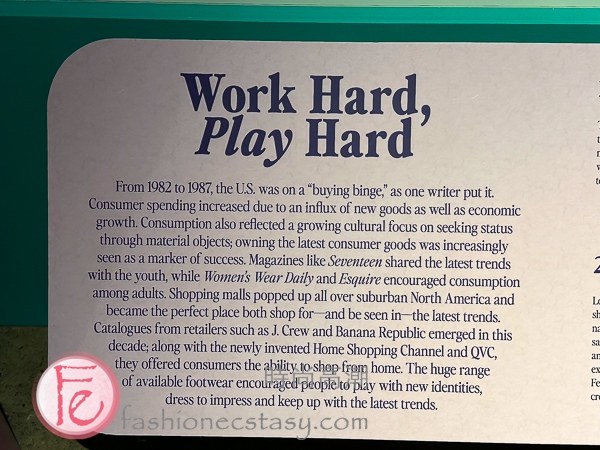 Work Hard,
Play Hard
From 1982 to 1987, the U.S. was on a “buying binge,” as one writer put it.
Consumer spending increased due to an influx of new goods as well as economic
growth. Consumption also reflected a growing cultural focus on seeking status
through material objects; owning the latest consumer goods was increasingly
seen as a marker of success. Magazines like Seventeen shared the latest trends
with the youth, while Women’s Wear Daily and Esquire encouraged consumption
among adults. Shopping malls popped up all over suburban North America and
became the perfect place both shop for—and be seen in—the latest trends.
Catalogues from retailers such as J. Crew and Banana Republic emerged in this
decade; along with the newly invented Home Shopping Channel and QVC,
they offered consumers the ability to shop from home. The huge range
of available footwear encouraged people to play with new identities,
dress to impress and keep up with the latest trends.
時尚高潮
Fe
fashionecstasy.com